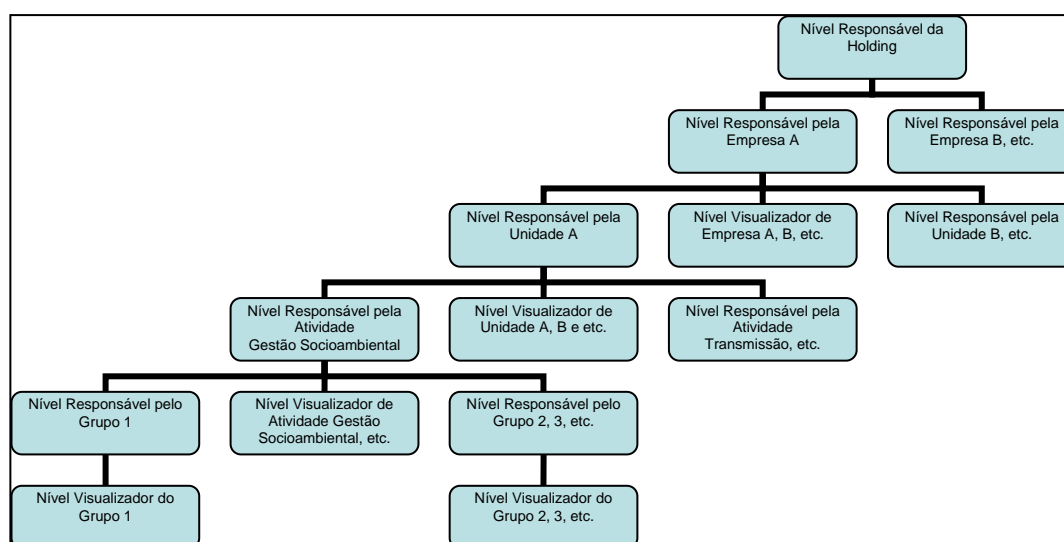 Nível Responsável da
Holding
Nível Responsável pela
Empresa A
Nível Responsável pela
Empresa B, etc.
Nível Responsável pela
Unidade A
Nível Visualizador de
Empresa A, B, etc.
Nível Responsável pela
Unidade B, etc.
Nível Responsável pela
Atividade
Gestão Socioambiental
Nível Visualizador de
Unidade A, B e etc.
Nível Responsável pela
Atividade
Transmissão, etc.
Nível Responsável pelo
Grupo 1
Nível Visualizador de
Atividade Gestão
Socioambiental, etc.
Nível Responsável pelo
Grupo 2, 3, etc.
Nível Visualizador do
Grupo 1
Nível Visualizador do
Grupo 2, 3, etc.